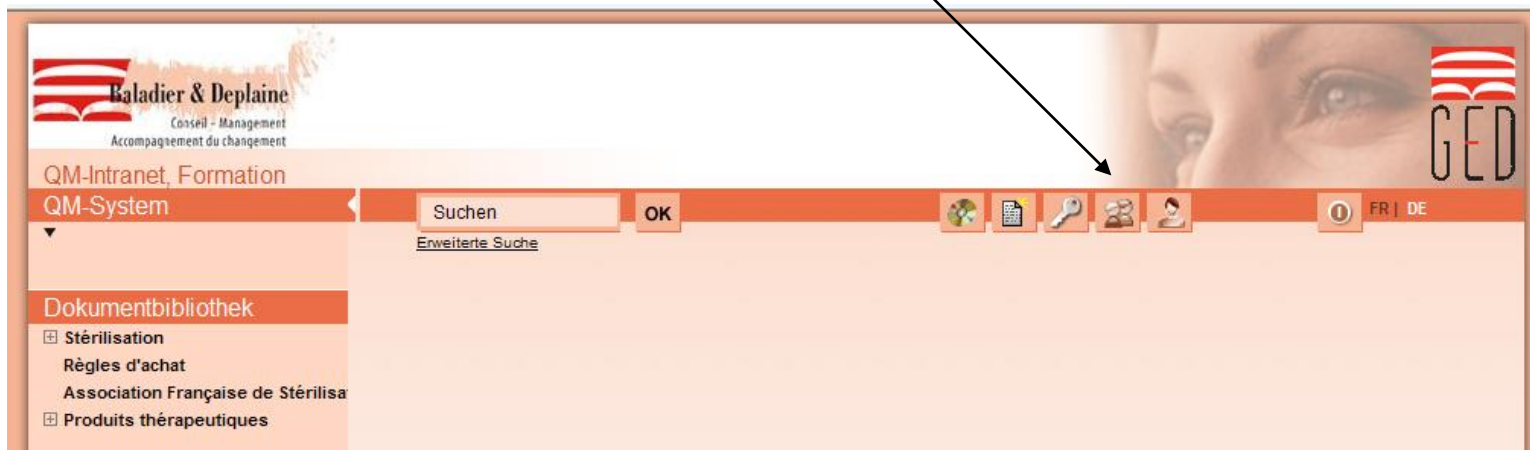 Baladier & Deplaine
Conseil - Management
Accompagnement du changement
GED
QM-Intranet, Formation
QM-System
Suchen
OK
FR | DE
Erweiterte Suche
Dokumentbibliothek
Stérilisation
Règles d'achat
Association Française de Stérilisa
Produits thérapeutiques